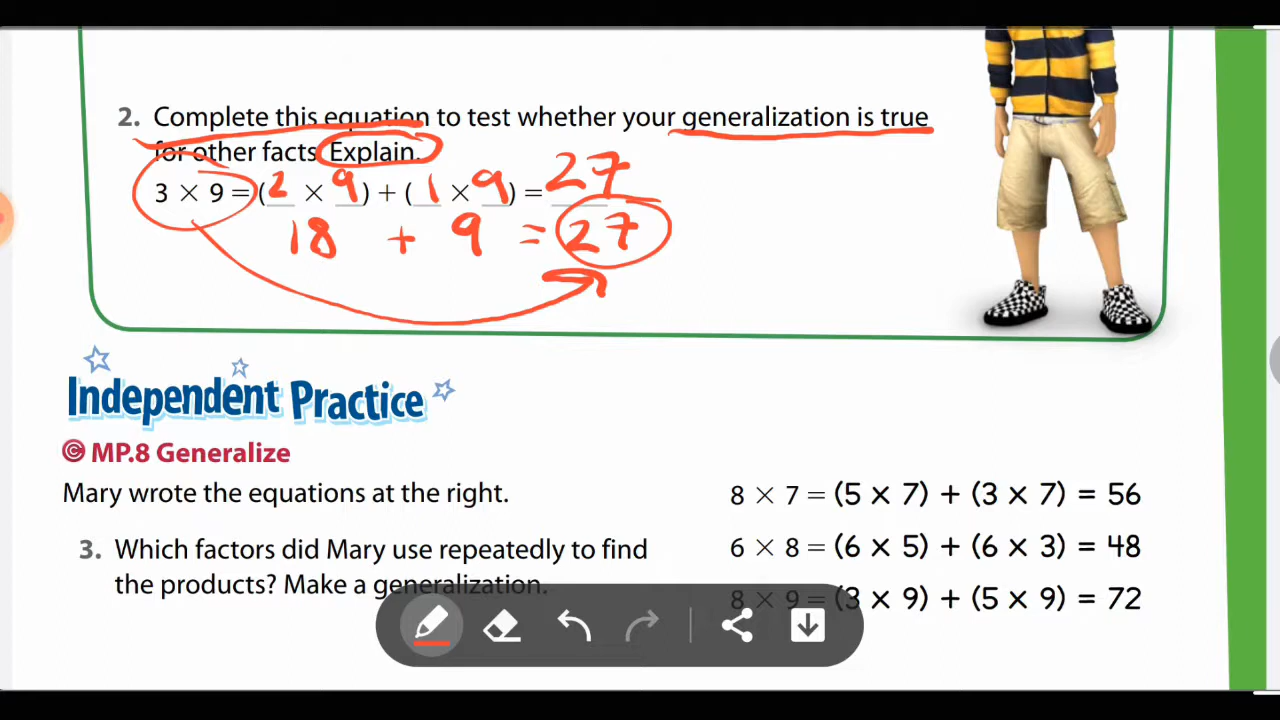 2. Complete this equation to test whether your generalization is true
for other facts. Explain.
3 × 9 = (2 × 9) + (1 × 9) = 27
18 + 9 = 27
Independent Practice
MP.8 Generalize
Mary wrote the equations at the right.
8 × 7 = (5 × 7) + (3 × 7) = 56
3. Which factors did Mary use repeatedly to find
the products? Make a generalization.
6 × 8 = (6 × 5) + (6 × 3) = 48
8 × 9 = (3 × 9) + (5 × 9) = 72